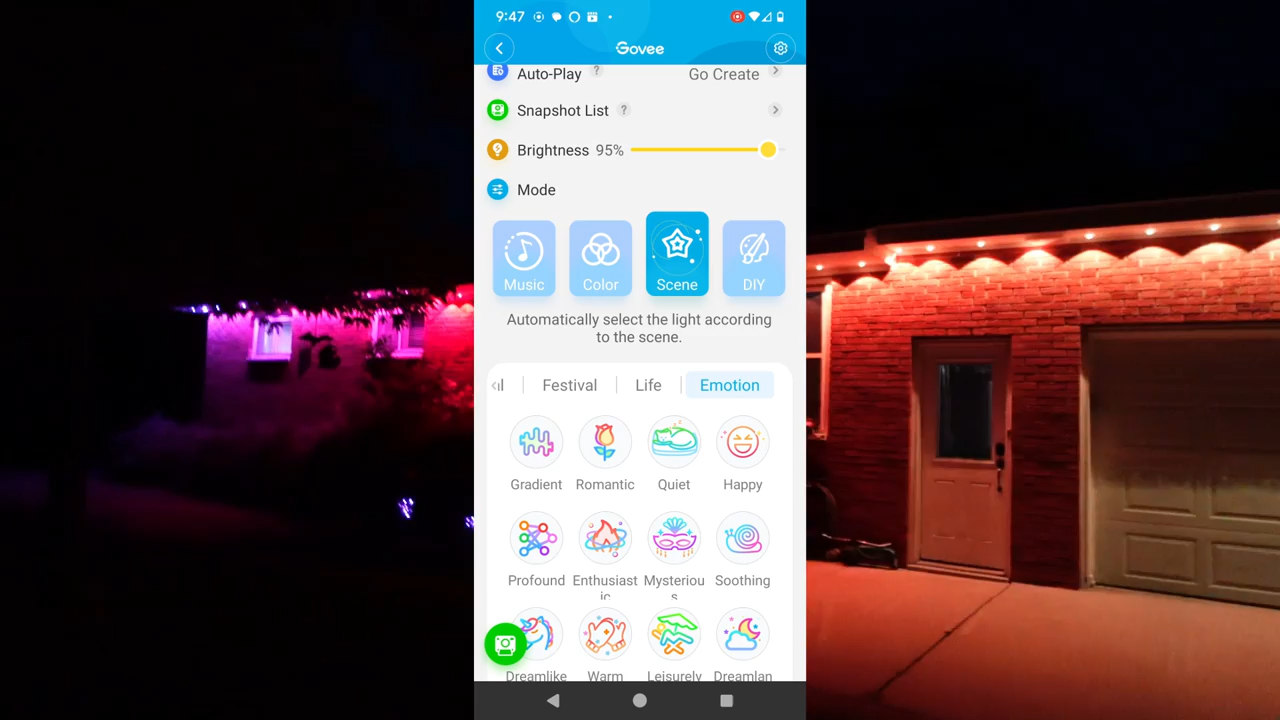 9:47
Govee
Auto-Play ? Go Create
Snapshot List ?
Brightness 95%
Mode
Music Color Scene DIY
Automatically select the light according
to the scene.
Festival Life Emotion
Gradient Romantic Quiet Happy
Profound Enthusiast Mysteriou Soothing
ic s
Dreamlike Warm Leisurely Dreamlan